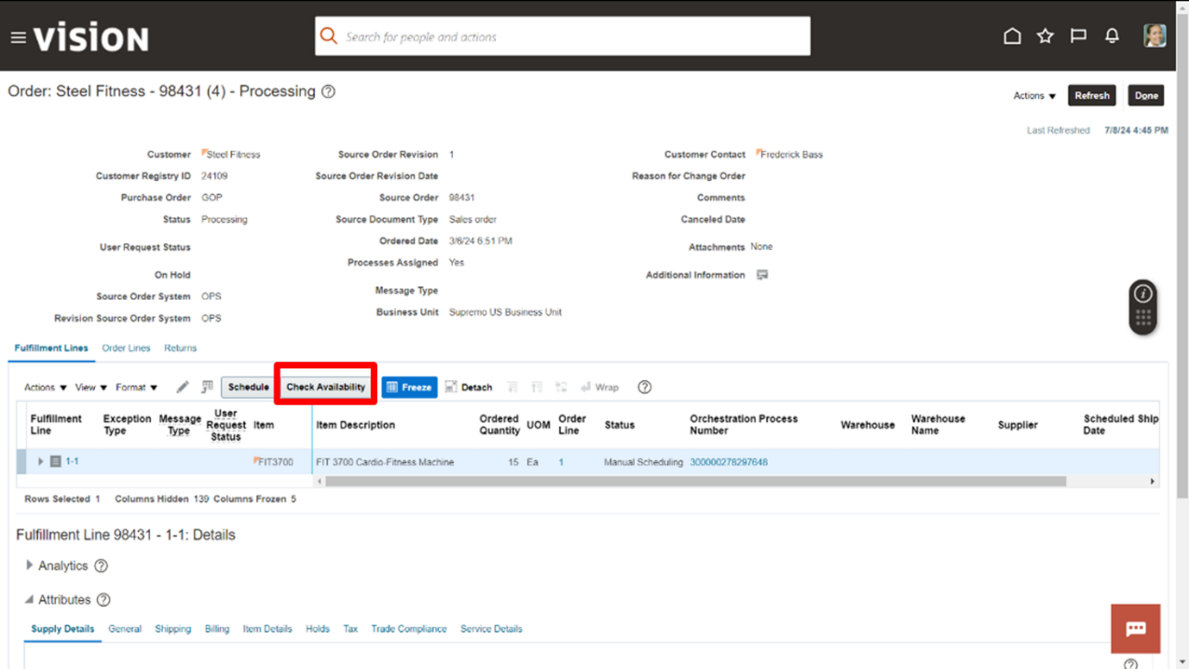 VISION
Search for people and actions
Order: Steel Fitness - 98431 (4) - Processing
Actions
Refresh
Done
Last Refreshed 7/8/24 4:45 PM
Customer Steel Fitness
Source Order Revision 1
Customer Contact Frederick Bass
Customer Registry ID 24109
Source Order Revision Date
Reason for Change Order
Purchase Order GOP
Source Order 98431
Comments
Status Processing
Source Document Type Sales order
Canceled Date
User Request Status
Ordered Date 3/6/24 6:51 PM
Attachments None
Processes Assigned Yes
On Hold
Additional Information
Source Order System OPS
Message Type
Revision Source Order System OPS
Business Unit Supremo US Business Unit
Fulfillment Lines Order Lines Returns
Actions View Format Schedule Check Availability Freeze Detach Wrap
Fulfillment Line
Exception Type
Message Type
User Request Status
Item
Item Description
Ordered Quantity
UOM
Order Line
Status
Orchestration Process Number
Warehouse
Warehouse Name
Supplier
Scheduled Ship Date
1-1 FIT3700 FIT 3700 Cardio-Fitness Machine 15 Ea 1 Manual Scheduling 300000278297648
Rows Selected 1 Columns Hidden 139 Columns Frozen 5
Fulfillment Line 98431 - 1-1: Details
Analytics
Attributes
Supply Details General Shipping Billing Item Details Holds Tax Trade Compliance Service Details